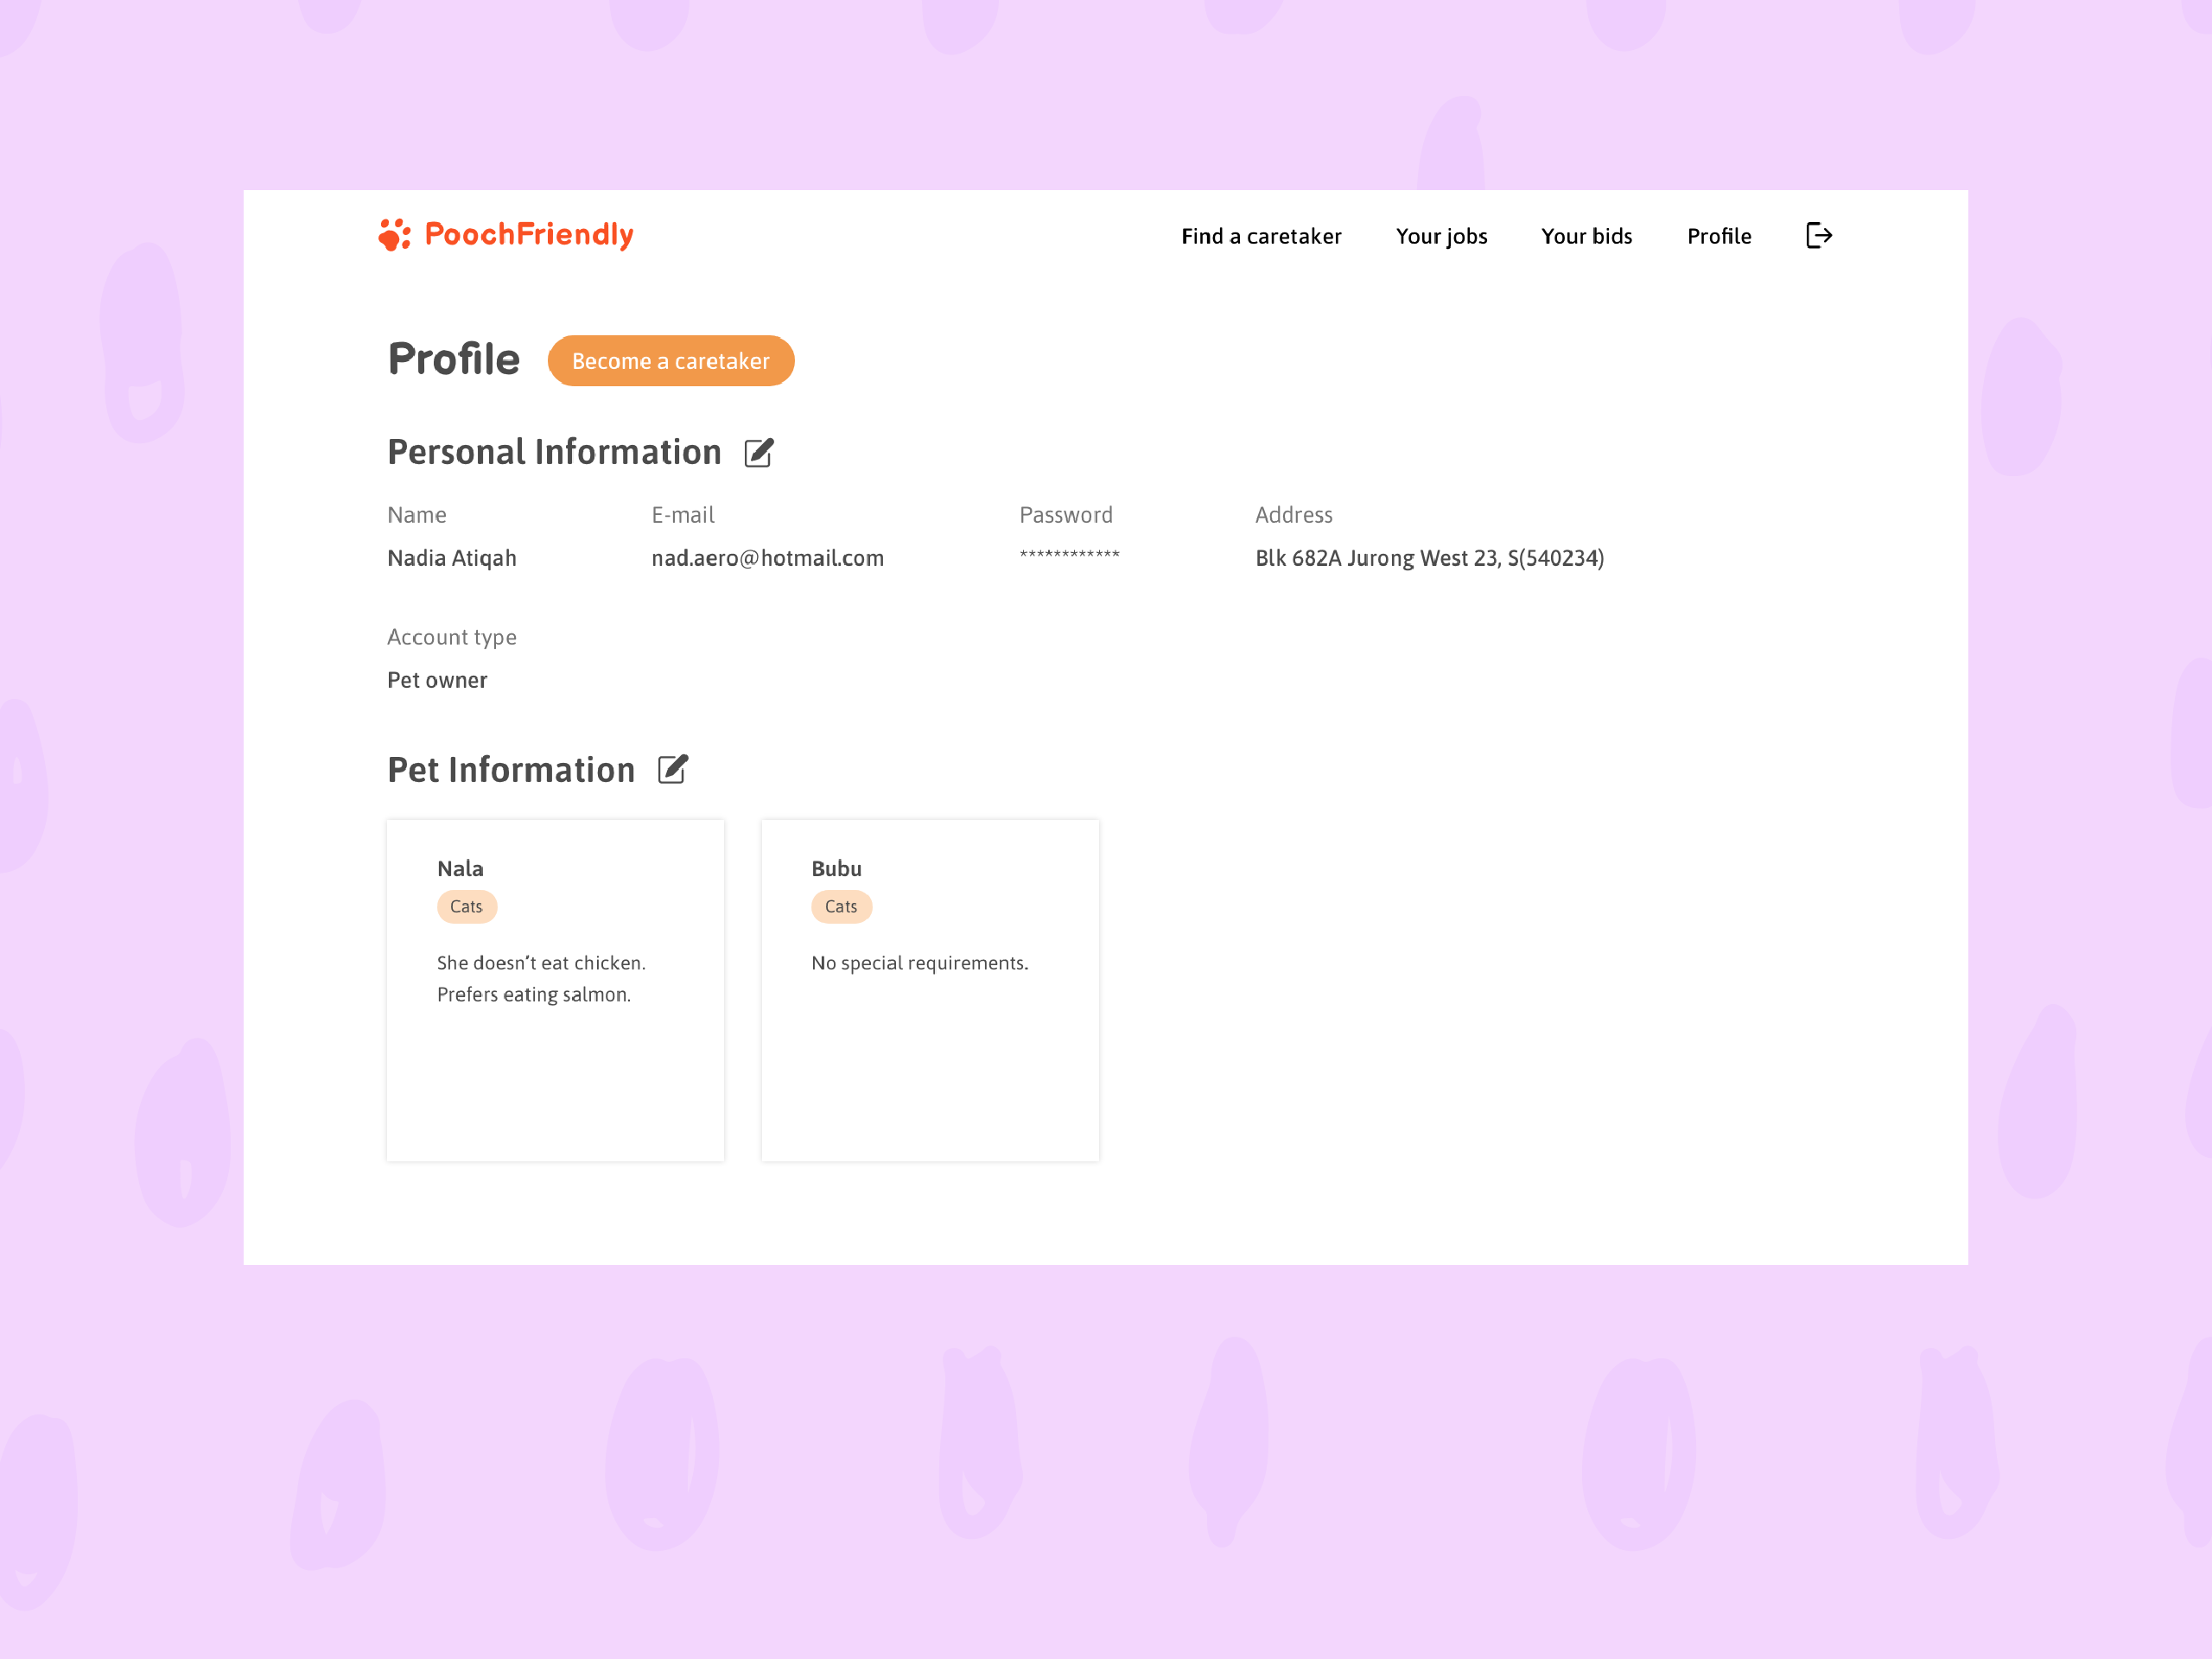 PoochFriendly
Find a caretaker
Your jobs
Your bids
Profile
Profile
Become a caretaker
Personal Information
Name
E-mail
Password
Address
Nadia Atiqah
nad.aero@hotmail.com
************
Blk 682A Jurong West 23, S(540234)
Account type
Pet owner
Pet Information
Nala
Cats
She doesn't eat chicken.
Prefers eating salmon.
Bubu
Cats
No special requirements.